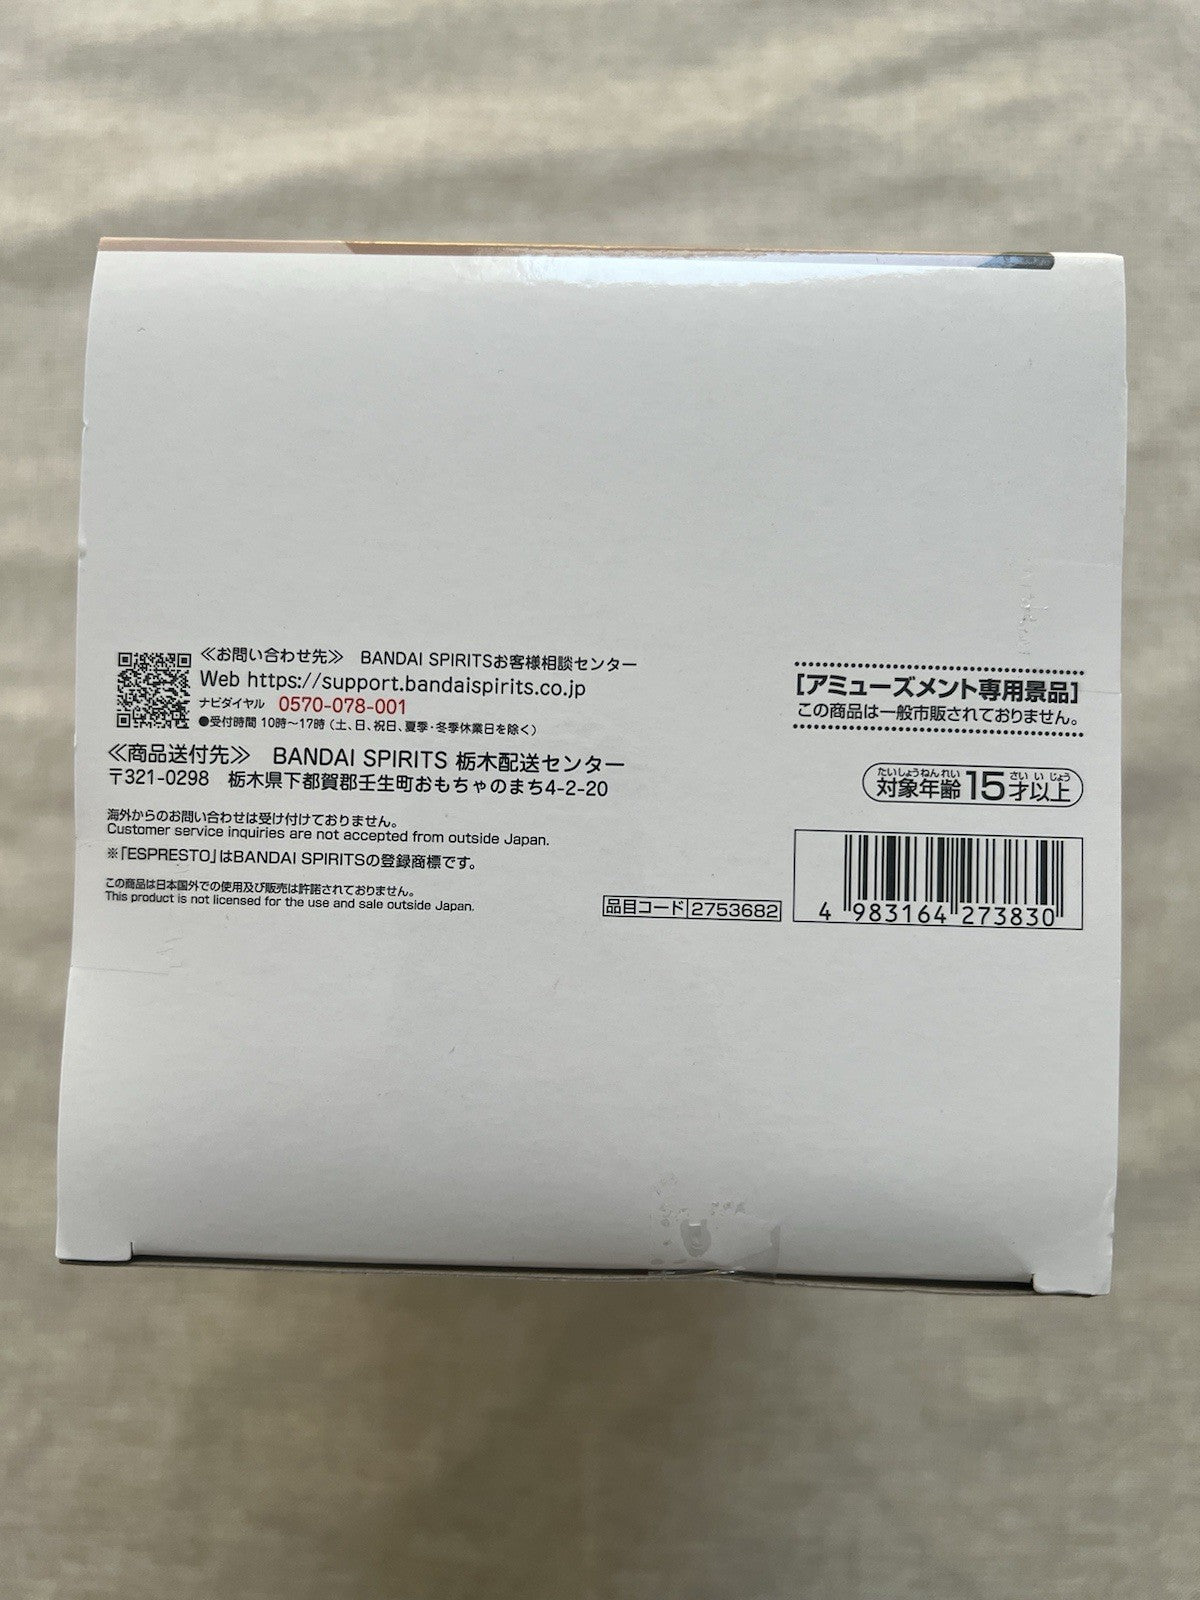 ≪お問い合わせ先≫ BANDAI SPIRITSお客様相談センター
Web https://support.bandaispirits.co.jp
ナビダイヤル 0570-078-001
●受付時間 10時～17時(土、日、祝日、夏季・冬季休業日を除く)
≪商品送付先≫ BANDAI SPIRITS 栃木配送センター
〒321-0298 栃木県下都賀郡壬生町おもちゃのまち4-2-20
海外からのお問い合わせは受け付けておりません。
Customer service inquiries are not accepted from outside Japan.
※「ESPRESTO」はBANDAI SPIRITSの登録商標です。
この商品は日本国外での使用及び販売は許諾されておりません。
This product is not licensed for the use and sale outside Japan.
品目コード 2753682
[アミューズメント専用景品]
この商品は一般市販されておりません。
たいしょうねんれい さいいじょう
対象年齢15才以上
4 983164 273830